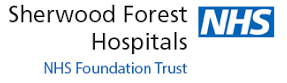 Sherwood Forest NHS
Hospitals
NHS Foundation Trust